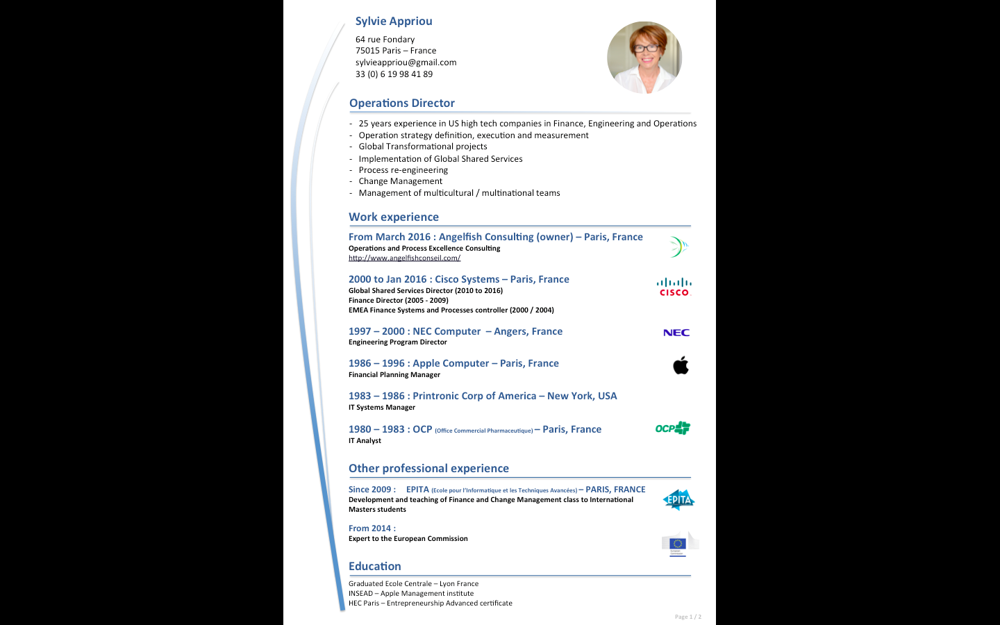 Sylvie Appriou
64 rue Fondary
75015 Paris – France
sylvieappriou@gmail.com
33 (0) 6 19 98 41 89
Operations Director
- 25 years experience in US high tech companies in Finance, Engineering and Operations
- Operation strategy definition, execution and measurement
- Global Transformational projects
- Implementation of Global Shared Services
- Process re-engineering
- Change Management
- Management of multicultural / multinational teams
Work experience
From March 2016 : Angelfish Consulting (owner) – Paris, France
Operations and Process Excellence Consulting
http://www.angelfishconseil.com/
2000 to Jan 2016 : Cisco Systems – Paris, France
CISCO
Global Shared Services Director (2010 to 2016)
Finance Director (2005 - 2009)
EMEA Finance Systems and Processes controller (2000 / 2004)
1997 – 2000 : NEC Computer – Angers, France
NEC
Engineering Program Director
1986 – 1996 : Apple Computer – Paris, France
Financial Planning Manager
1983 – 1986 : Printronic Corp of America – New York, USA
IT Systems Manager
1980 – 1983 : OCP (Office Commercial Pharmaceutique) – Paris, France
OCP
IT Analyst
Other professional experience
Since 2009 : EPITA (Ecole pour l'Informatique et les Techniques Avancées) – PARIS, FRANCE
EPITA
Development and teaching of Finance and Change Management class to International
Masters students
From 2014 :
Expert to the European Commission
European
Commission
Education
Graduated Ecole Centrale – Lyon France
INSEAD – Apple Management institute
HEC Paris – Entrepreneurship Advanced certificate
Page 1 / 2